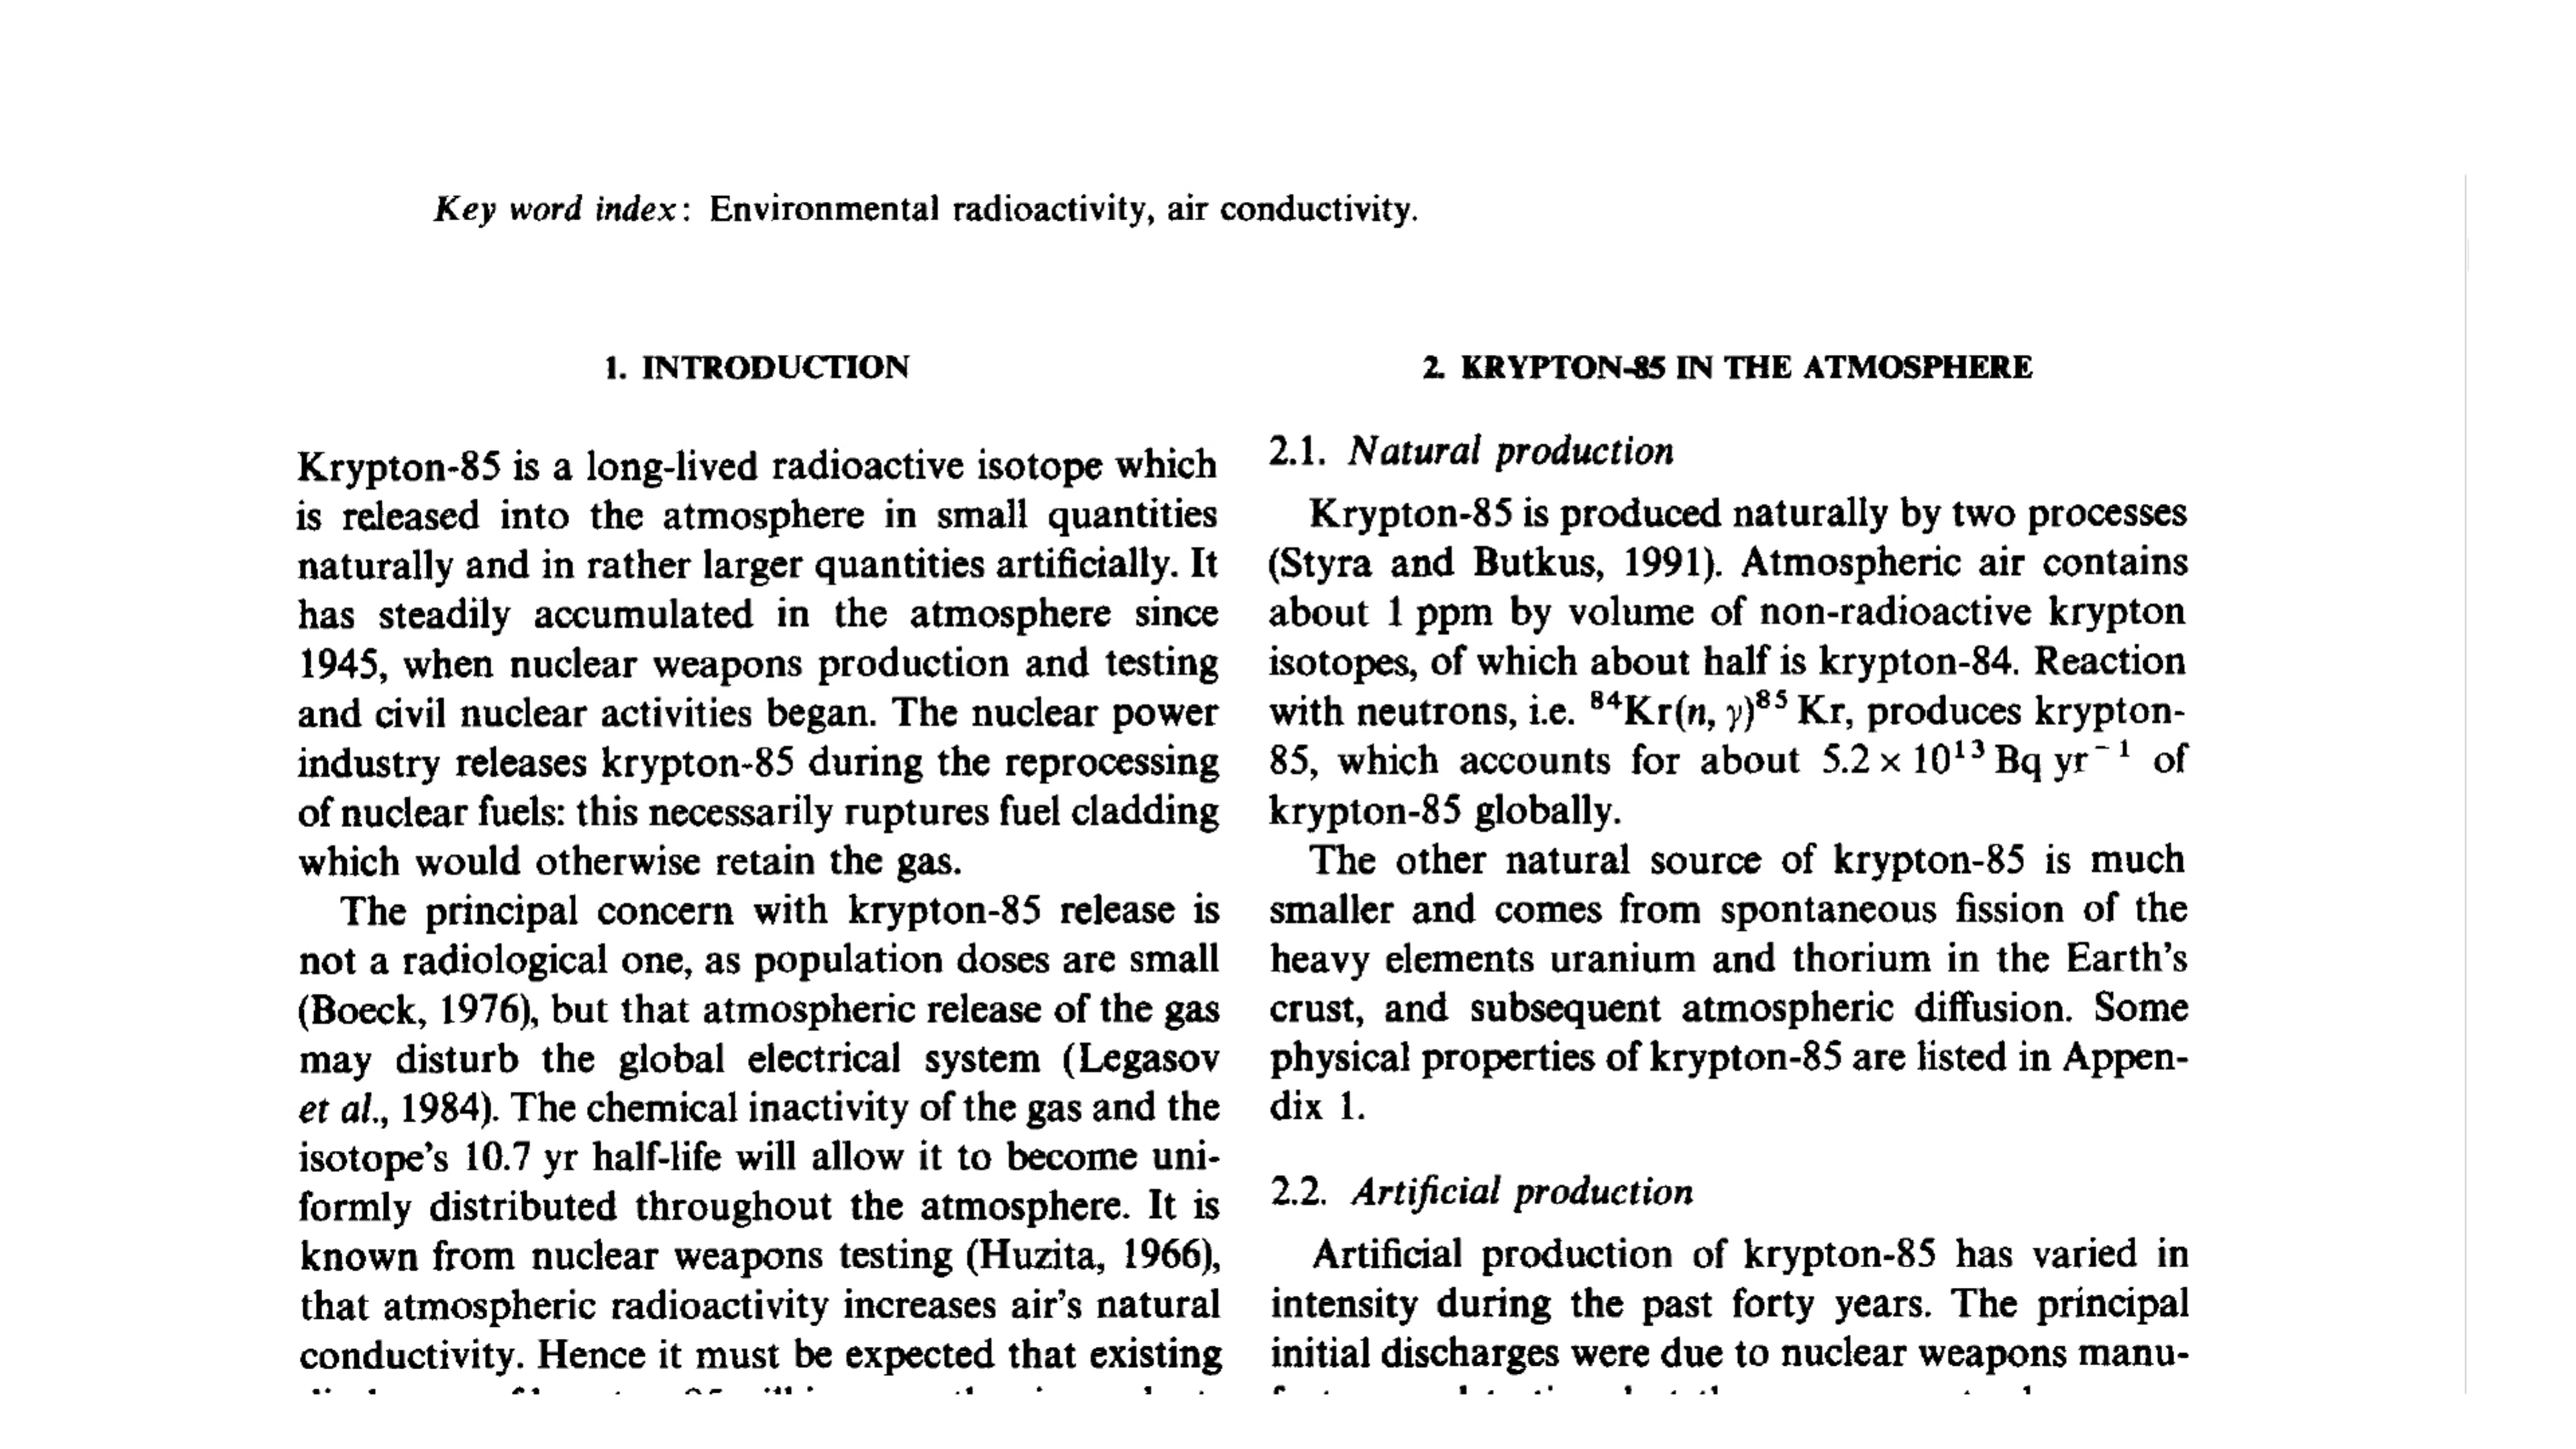 Key word index: Environmental radioactivity, air conductivity.
1. INTRODUCTION
Krypton-85 is a long-lived radioactive isotope which
is released into the atmosphere in small quantities
naturally and in rather larger quantities artificially. It
has steadily accumulated in the atmosphere since
1945, when nuclear weapons production and testing
and civil nuclear activities began. The nuclear power
industry releases krypton-85 during the reprocessing
of nuclear fuels: this necessarily ruptures fuel cladding
which would otherwise retain the gas.
The principal concern with krypton-85 release is
not a radiological one, as population doses are small
(Boeck, 1976), but that atmospheric release of the gas
may disturb the global electrical system (Legasov
et al., 1984). The chemical inactivity of the gas and the
isotope's 10.7 yr half-life will allow it to become uni-
formly distributed throughout the atmosphere. It is
known from nuclear weapons testing (Huzita, 1966),
that atmospheric radioactivity increases air's natural
conductivity. Hence it must be expected that existing
2. KRYPTON-85 IN THE ATMOSPHERE
2.1. Natural production
Krypton-85 is produced naturally by two processes
(Styra and Butkus, 1991). Atmospheric air contains
about 1 ppm by volume of non-radioactive krypton
isotopes, of which about half is krypton-84. Reaction
with neutrons, i.e. ⁸⁴Kr(n, γ)⁸⁵ Kr, produces krypton-
85, which accounts for about 5.2 × 10¹³ Bq yr⁻¹ of
krypton-85 globally.
The other natural source of krypton-85 is much
smaller and comes from spontaneous fission of the
heavy elements uranium and thorium in the Earth's
crust, and subsequent atmospheric diffusion. Some
physical properties of krypton-85 are listed in Appen-
dix 1.
2.2. Artificial production
Artificial production of krypton-85 has varied in
intensity during the past forty years. The principal
initial discharges were due to nuclear weapons manu-